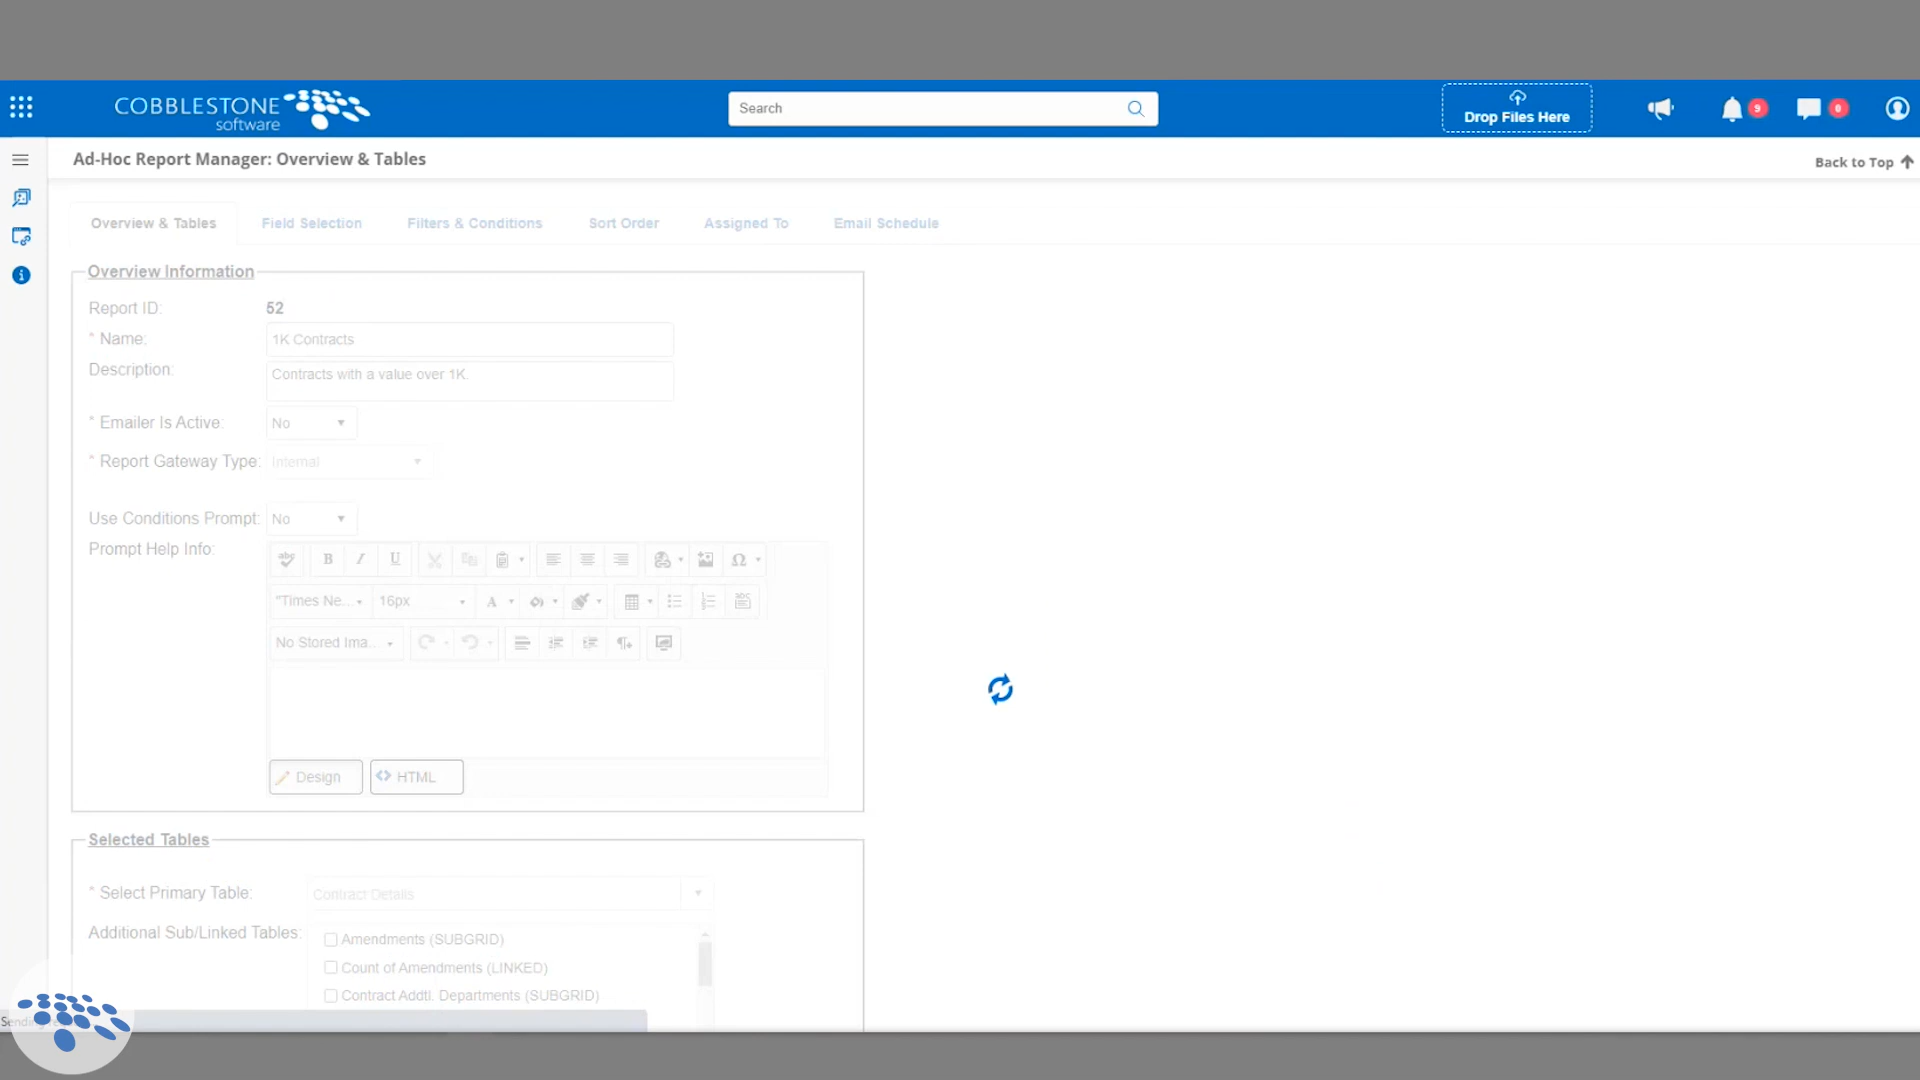 COBBLESTONE
software
Search
Drop Files Here
9
0
Ad-Hoc Report Manager: Overview & Tables
Back to Top
Overview & Tables
Field Selection
Filters & Conditions
Sort Order
Assigned To
Email Schedule
Overview Information
Report ID: 52
* Name: 1K Contracts
Description: Contracts with a value over 1K.
* Emailer Is Active: No
* Report Gateway Type: Internal
Use Conditions Prompt: No
Prompt Help Info:
abc B I U Ω
"Times Ne... 16px A abc
No Stored Ima...
Design <> HTML
Selected Tables
* Select Primary Table: Contract Details
Additional Sub/Linked Tables:
Amendments (SUBGRID)
Count of Amendments (LINKED)
Contract Addtl. Departments (SUBGRID)